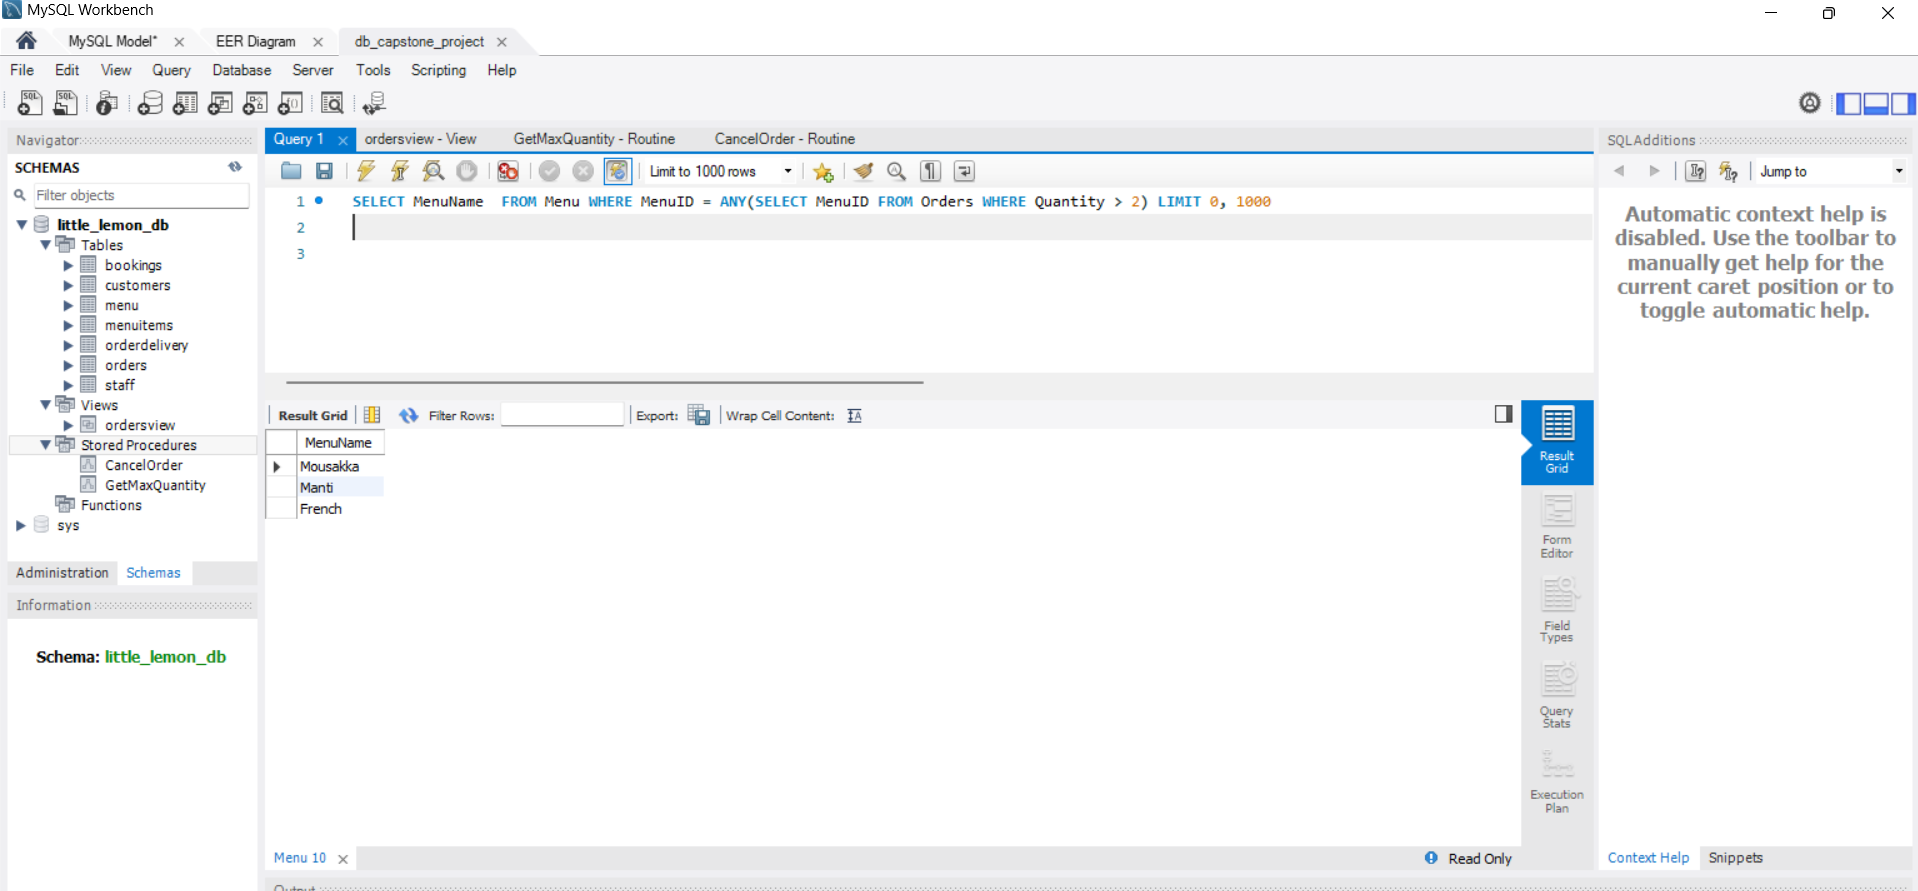 MySQL Workbench
MySQL Model* × EER Diagram × db_capstone_project ×
File Edit View Query Database Server Tools Scripting Help
Navigator
SCHEMAS
Filter objects
little_lemon_db
Tables
bookings
customers
menu
menuitems
orderdelivery
orders
staff
Views
ordersview
Stored Procedures
CancelOrder
GetMaxQuantity
Functions
sys
Administration Schemas
Information
Schema: little_lemon_db
Query 1 × ordersview - View GetMaxQuantity - Routine CancelOrder - Routine
Limit to 1000 rows
1 SELECT MenuName FROM Menu WHERE MenuID = ANY(SELECT MenuID FROM Orders WHERE Quantity > 2) LIMIT 0, 1000
2
3
Result Grid Filter Rows: Export: Wrap Cell Content: IA
MenuName
Mousakka
Manti
French
Result
Grid
Form
Editor
Field
Types
Query
Stats
Execution
Plan
Menu 10 × Read Only
Output
SQLAdditions
Jump to
Automatic context help is
disabled. Use the toolbar to
manually get help for the
current caret position or to
toggle automatic help.
Context Help Snippets